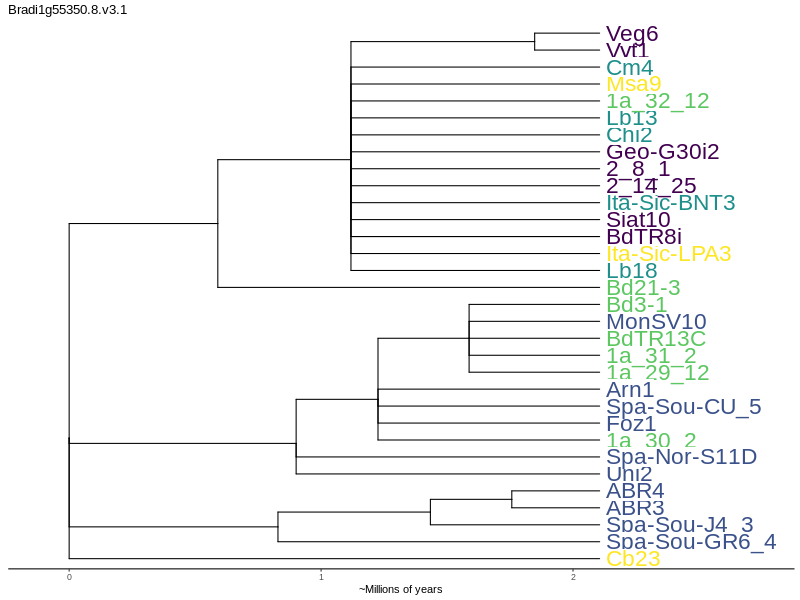 Bradi1g55350.8.v3.1
Veg6
Vvt1
Cm4
Msa9
1a_32_12
Lb13
Chi2
Geo-G30i2
2_8_1
2_14_25
Ita-Sic-BNT3
Siat10
BdTR8i
Ita-Sic-LPA3
Lb18
Bd21-3
Bd3-1
MonSV10
BdTR13C
1a_31_2
1a_29_12
Arn1
Spa-Sou-CU_5
Foz1
1a_30_2
Spa-Nor-S11D
Uni2
ABR4
ABR3
Spa-Sou-J4_3
Spa-Sou-GR6_4
Cb23
0 1 2
~Millions of years